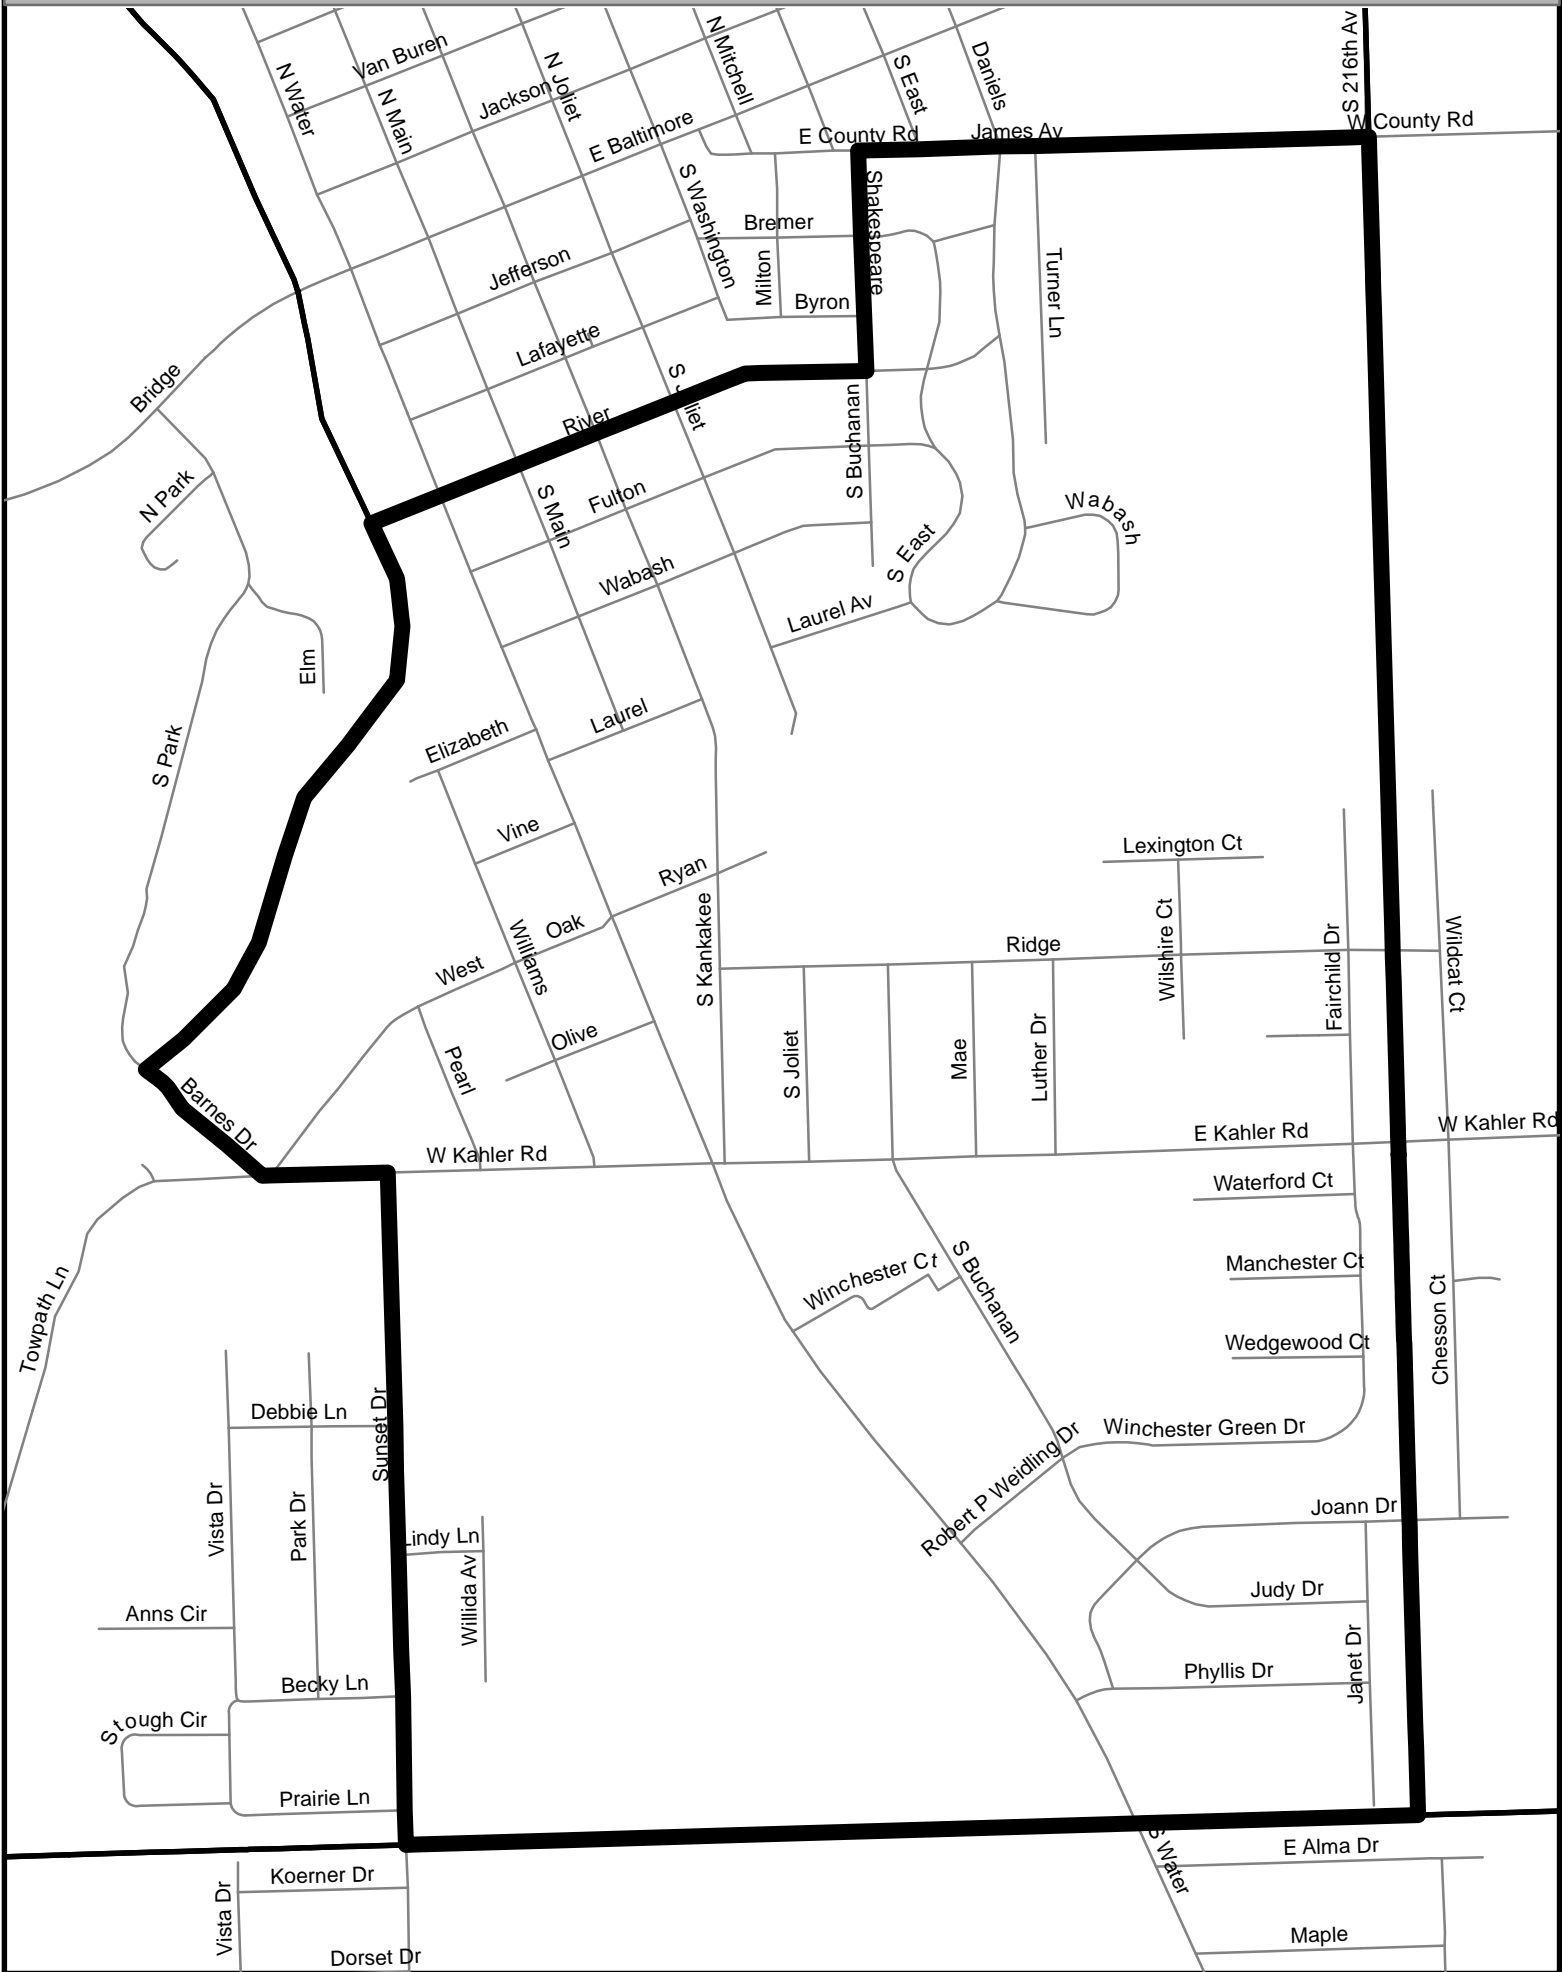 S 216th Av
Van Buren
N Water
N Main
Jackson
N Joliet
N Mitchell
S East
Daniels
E Baltimore
E County Rd
James Av
W County Rd
S Washington
Shakespeare
Bremer
Milton
Byron
Turner Ln
Jefferson
Lafayette
Bridge
S Joliet
River
S Buchanan
N Park
S Main
Fulton
Wabash
S East
Wabash
Laurel Av
Elm
S Park
Elizabeth
Laurel
Vine
Ryan
Lexington Ct
Williams
Oak
West
S Kankakee
Ridge
Wilshire Ct
Fairchild Dr
Wildcat Ct
Pearl
Olive
S Joliet
Mae
Luther Dr
Barnes Dr
W Kahler Rd
E Kahler Rd
W Kahler Rd
Waterford Ct
Towpath Ln
Winchester Ct
S Buchanan
Manchester Ct
Chesson Ct
Wedgewood Ct
Debbie Ln
Sunset Dr
Winchester Green Dr
Robert P Weidling Dr
Vista Dr
Park Dr
Lindy Ln
Willida Av
Joann Dr
Judy Dr
Anns Cir
Janet Dr
Becky Ln
Phyllis Dr
Stough Cir
Prairie Ln
S Water
E Alma Dr
Koerner Dr
Vista Dr
Maple
Dorset Dr